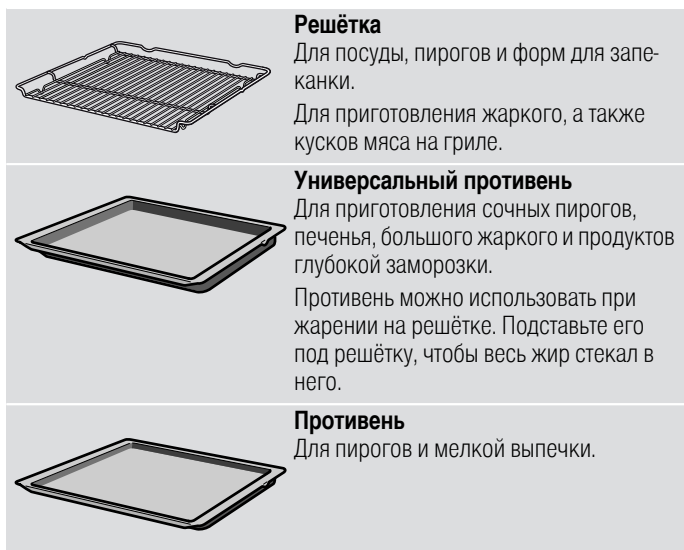 Решётка
Для посуды, пирогов и форм для запе-
канки.
Для приготовления жаркого, а также
кусков мяса на гриле.
Универсальный противень
Для приготовления сочных пирогов,
печенья, большого жаркого и продуктов
глубокой заморозки.
Противень можно использовать при
жарении на решётке. Подставьте его
под решётку, чтобы весь жир стекал в
него.
Противень
Для пирогов и мелкой выпечки.